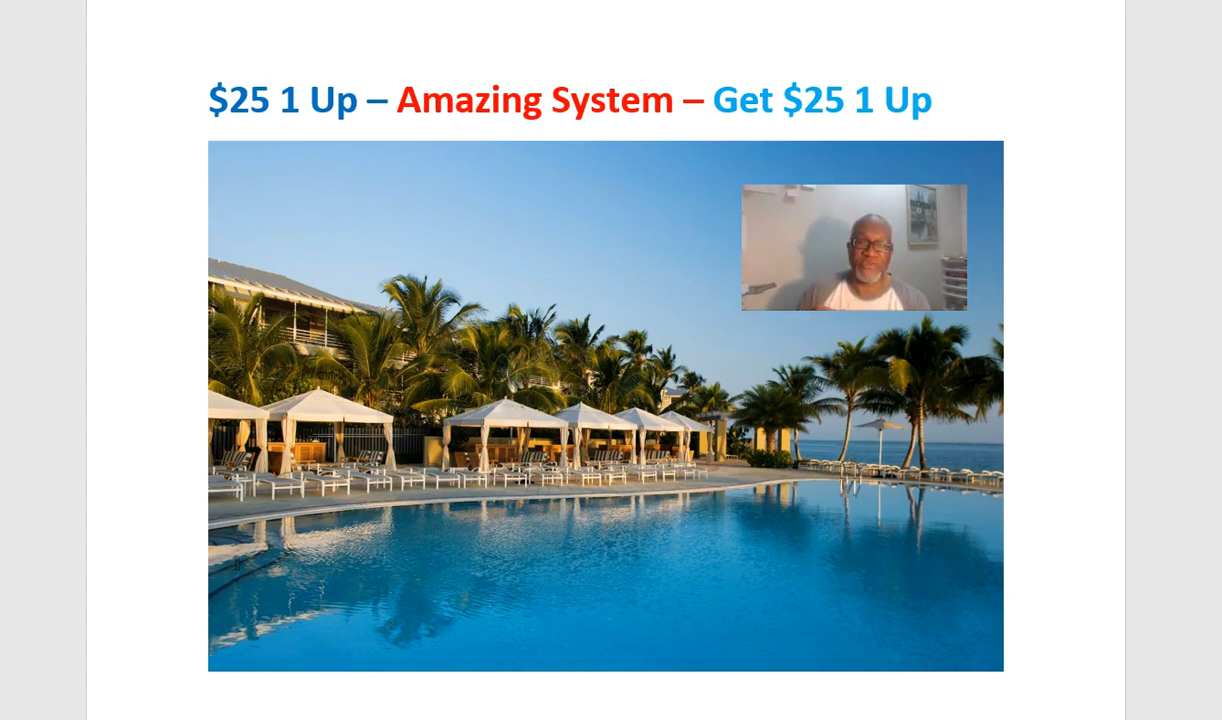 $25 1 Up – Amazing System – Get $25 1 Up